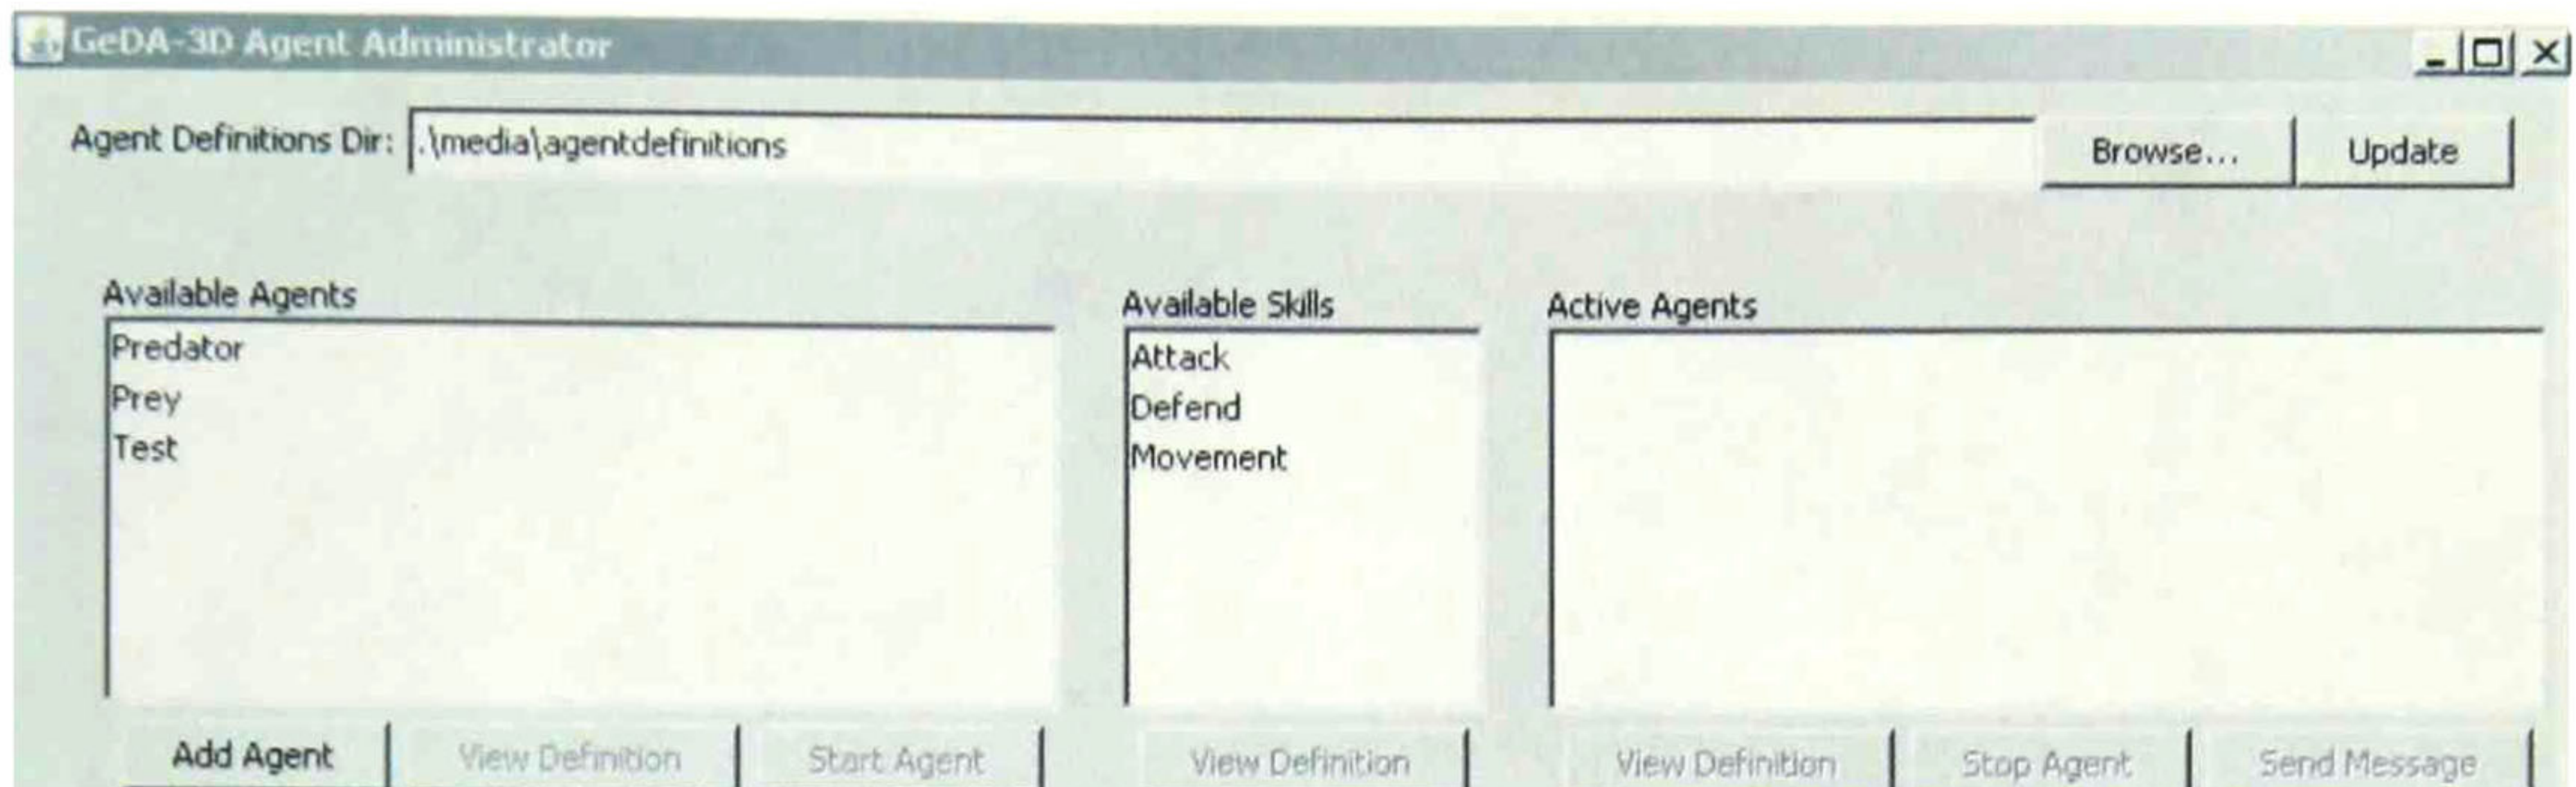 GeDA-3D Agent Administrator
Agent Definitions Dir: .\media\agentdefinitions Browse... Update
Available Agents Available Skills Active Agents
Predator Attack
Prey Defend
Test Movement
Add Agent View Definition Start Agent View Definition View Definition Stop Agent Send Message